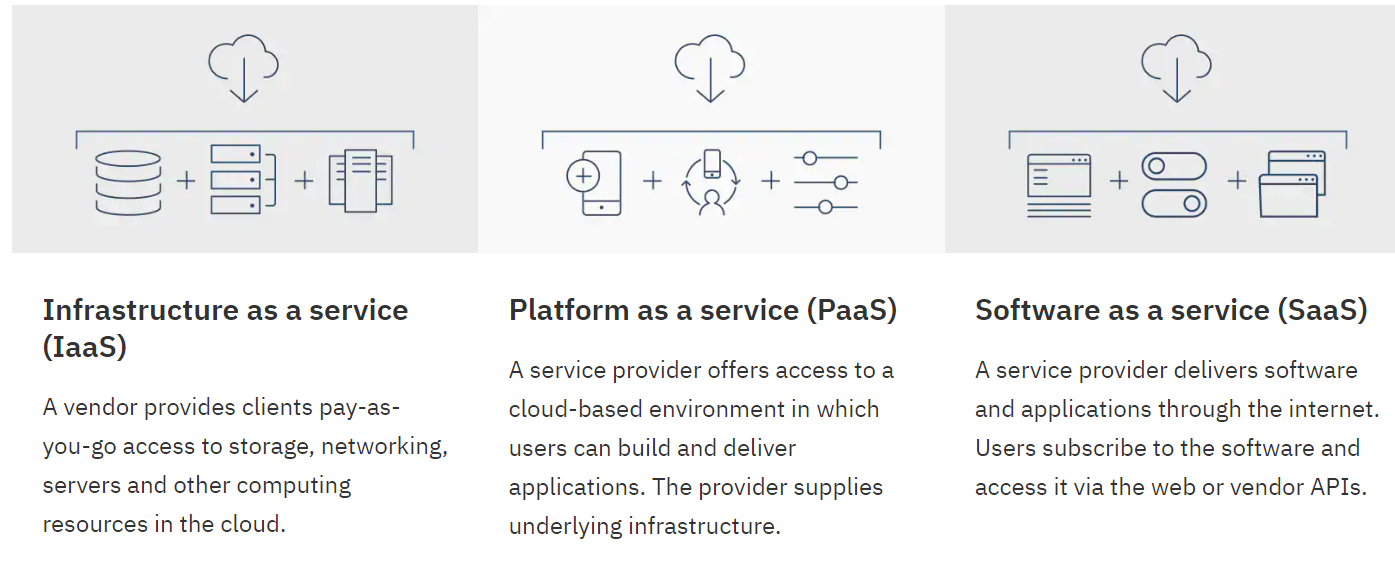 Infrastructure as a service
(IaaS)
A vendor provides clients pay-as-
you-go access to storage, networking,
servers and other computing
resources in the cloud.
Platform as a service (PaaS)
A service provider offers access to a
cloud-based environment in which
users can build and deliver
applications. The provider supplies
underlying infrastructure.
Software as a service (SaaS)
A service provider delivers software
and applications through the internet.
Users subscribe to the software and
access it via the web or vendor APIs.